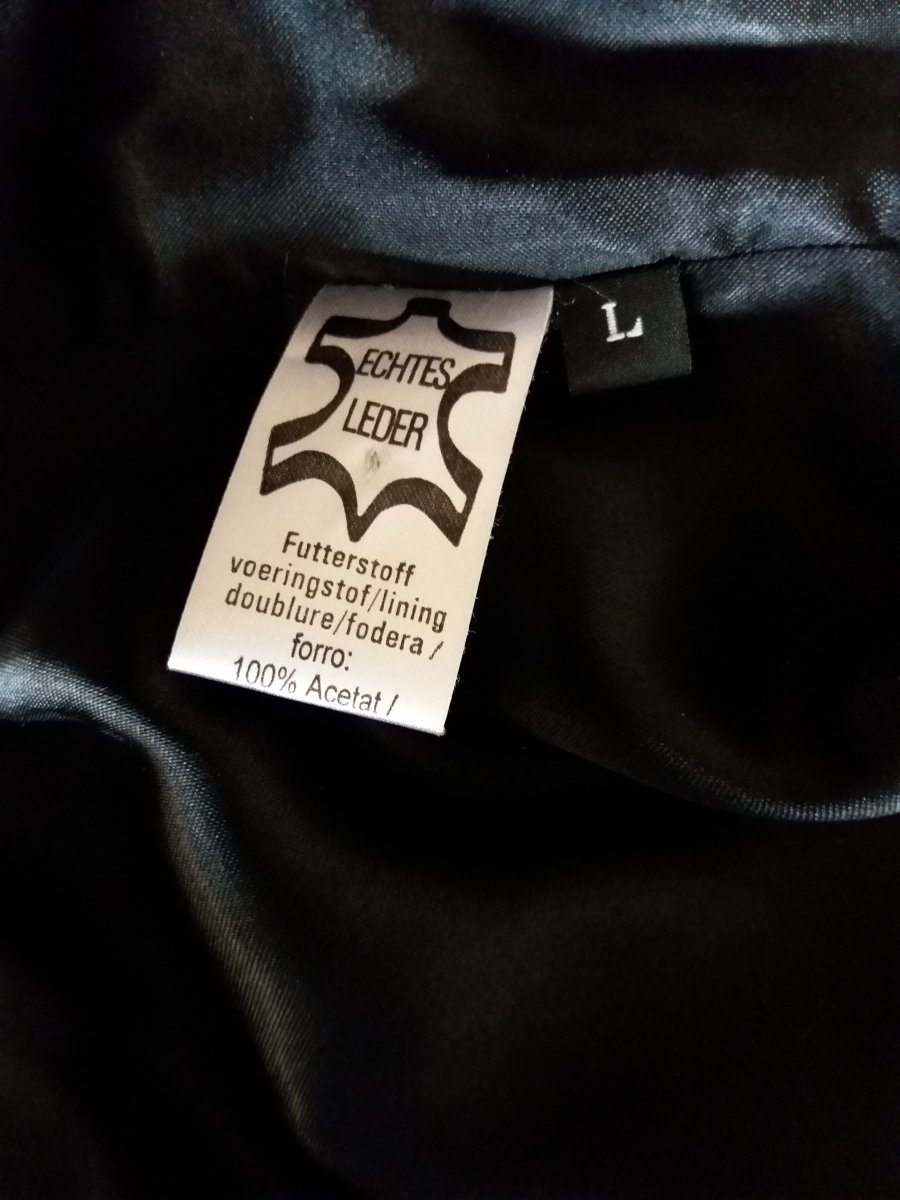 ECHTES
LEDER
Futterstoff
voeringstof/lining
doublure/fodera /
forro:
100% Acetat /
L